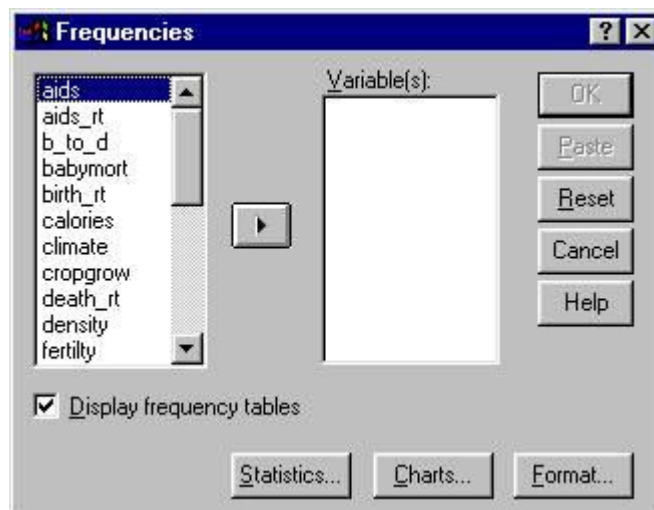 Frequencies
aids
aids_rt
b_to_d
babymort
birth_rt
calories
climate
cropgrow
death_rt
density
fertilty
Variable(s):
OK
Paste
Reset
Cancel
Help
Display frequency tables
Statistics...
Charts...
Format...